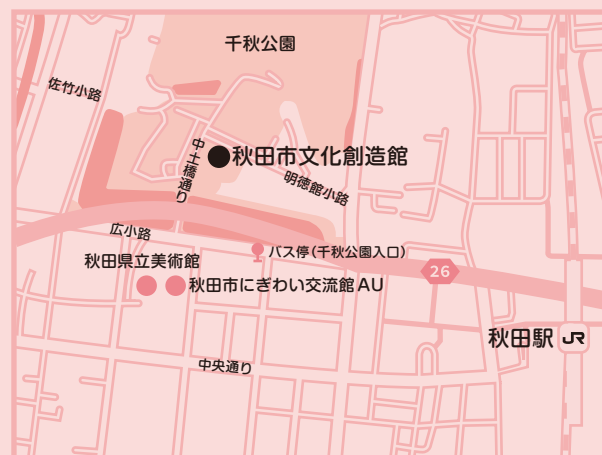 千秋公園
佐竹小路
中土橋通り
秋田市文化創造館
明徳館小路
広小路
バス停(千秋公園入口)
秋田県立美術館
26
秋田市にぎわい交流館AU
秋田駅 JR
中央通り